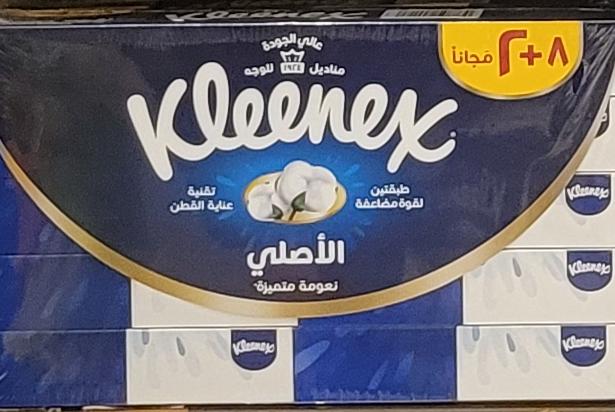 عالي الجودة
مناديل ١٩٢٤ للوجه
٨+٢ مجاناً
Kleenex
تقنية
عناية القطن
طبقتين
لقوة مضاعفة
الأصلي
نعومة متميزة*
Kleenex
Kleenex
Kleenex
Kleenex